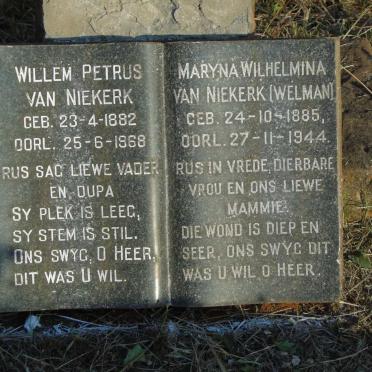 WILLEM PETRUS
VAN NIEKERK
GEB. 23-4-1882
OORL. 25-6-1968
RUS SAG LIEWE VADER
EN OUPA
SY PLEK IS LEEG,
SY STEM IS STIL.
ONS SWYG, O HEER,
DIT WAS U WIL.
MARYNA WILHELMINA
VAN NIEKERK (WELMAN)
GEB. 24-10-1885,
OORL. 27-11-1944.
RUS IN VREDE, DIERBARE
VROU EN ONS LIEWE
MAMMIE.
DIE WOND IS DIEP EN
SEER, ONS SWYG DIT
WAS U WIL O HEER.